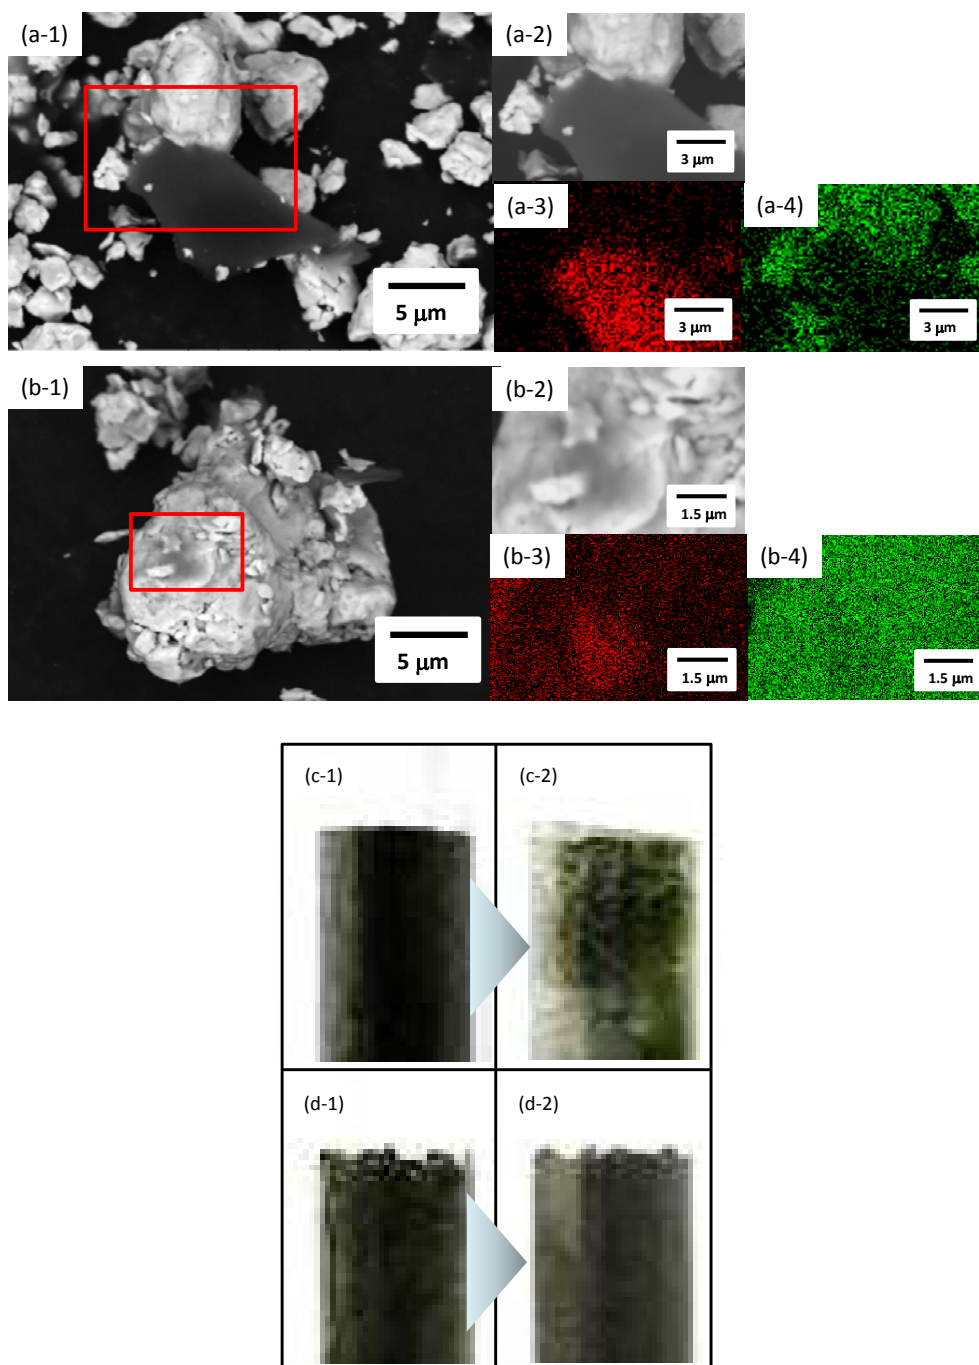 (a-1)
(a-2)
3 μm
(a-3)
(a-4)
5 μm
3 μm
3 μm
(b-1)
(b-2)
1.5 μm
(b-3)
(b-4)
5 μm
1.5 μm
1.5 μm
(c-1)
(c-2)
(d-1)
(d-2)